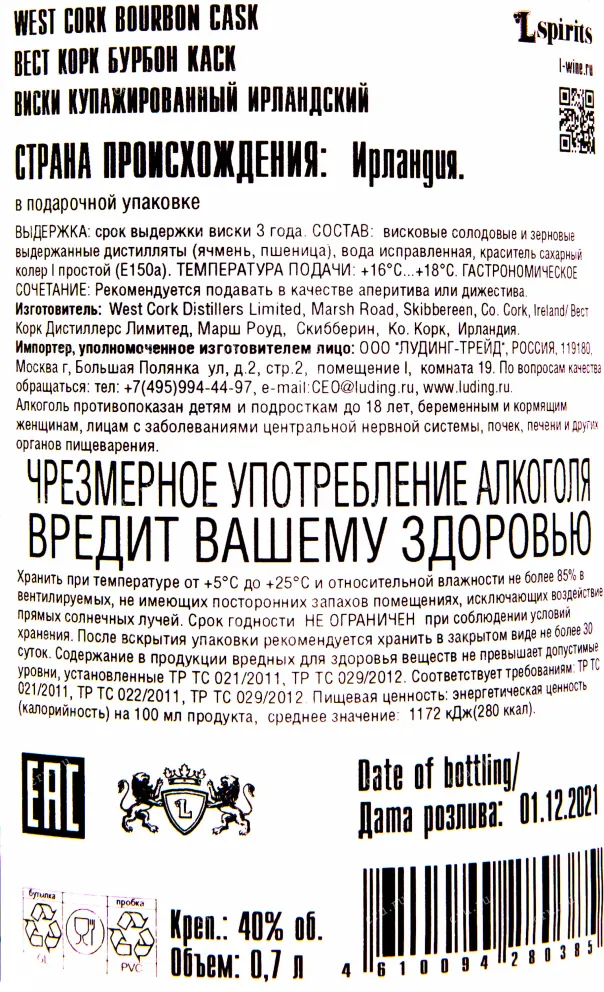 WEST CORK BOURBON CASK
ВЕСТ КОРК БУРБОН КАСК
ВИСКИ КУПАЖИРОВАННЫЙ ИРЛАНДСКИЙ
L spirits
l-wine.ru
СТРАНА ПРОИСХОЖДЕНИЯ: Ирландия.
в подарочной упаковке
ВЫДЕРЖКА: срок выдержки виски 3 года. СОСТАВ: висковые солодовые и зерновые
выдержанные дистилляты (ячмень, пшеница), вода исправленная, краситель сахарный
колер I простой (Е150а). ТЕМПЕРАТУРА ПОДАЧИ: +16°С...+18°С. ГАСТРОНОМИЧЕСКОЕ
СОЧЕТАНИЕ: Рекомендуется подавать в качестве аперитива или дижестива.
Изготовитель: West Cork Distillers Limited, Marsh Road, Skibbereen, Co. Cork, Ireland/ Вест
Корк Дистиллерс Лимитед, Марш Роуд, Скибберин, Ко. Корк, Ирландия.
Импортер, уполномоченное изготовителем лицо: ООО "ЛУДИНГ-ТРЕЙД", РОССИЯ, 119180,
Москва г, Большая Полянка ул, д.2, стр.2, помещение I, комната 19. По вопросам качества
обращаться: тел: +7(495)994-44-97, e-mail:CEO@luding.ru, www.luding.ru.
Алкоголь противопоказан детям и подросткам до 18 лет, беременным и кормящим
женщинам, лицам с заболеваниями центральной нервной системы, почек, печени и других
органов пищеварения.
ЧРЕЗМЕРНОЕ УПОТРЕБЛЕНИЕ АЛКОГОЛЯ
ВРЕДИТ ВАШЕМУ ЗДОРОВЬЮ
Хранить при температуре от +5°С до +25°С и относительной влажности не более 85% в
вентилируемых, не имеющих посторонних запахов помещениях, исключающих воздействие
прямых солнечных лучей. Срок годности НЕ ОГРАНИЧЕН при соблюдении условий
хранения. После вскрытия упаковки рекомендуется хранить в закрытом виде не более 30
суток. Содержание в продукции вредных для здоровья веществ не превышает допустимые
уровни, установленные ТР ТС 021/2011, ТР ТС 029/2012. Соответствует требованиям: ТР ТС
021/2011, ТР ТС 022/2011, ТР ТС 029/2012. Пищевая ценность: энергетическая ценность
(калорийность) на 100 мл продукта, среднее значение: 1172 кДж(280 ккал).
EAC
L
Date of bottling/
Дата розлива: 01.12.2021
бутылка
GL
пробка
PVC
Креп.: 40% об.
Объем: 0,7 л
4 610094 280385